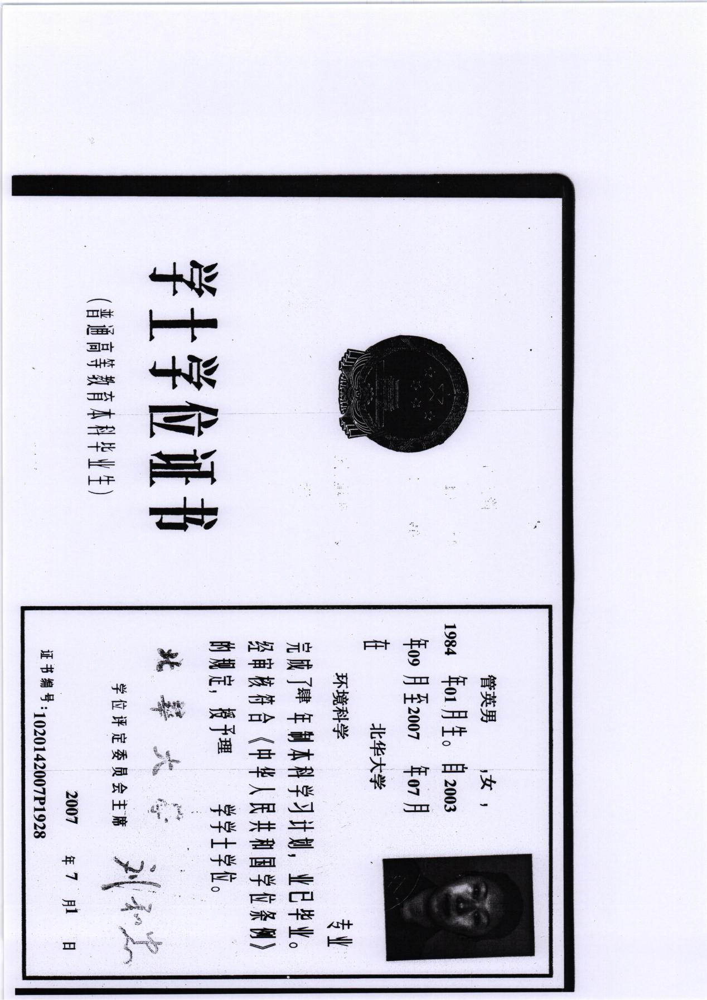 学士学位证书
(普通高等教育本科毕业生)
管英男 ,女,
1984 年01月生。自2003
年09月至2007 年07月
在 北华大学
环境科学 专业
完成了肆年制本科学习计划,业已毕业。
经审核符合《中华人民共和国学位条例》
的规定,授予理 学学士学位。
北华大学
学位评定委员会主席
证书编号:1020142007P1928
2007 年 7 月1 日